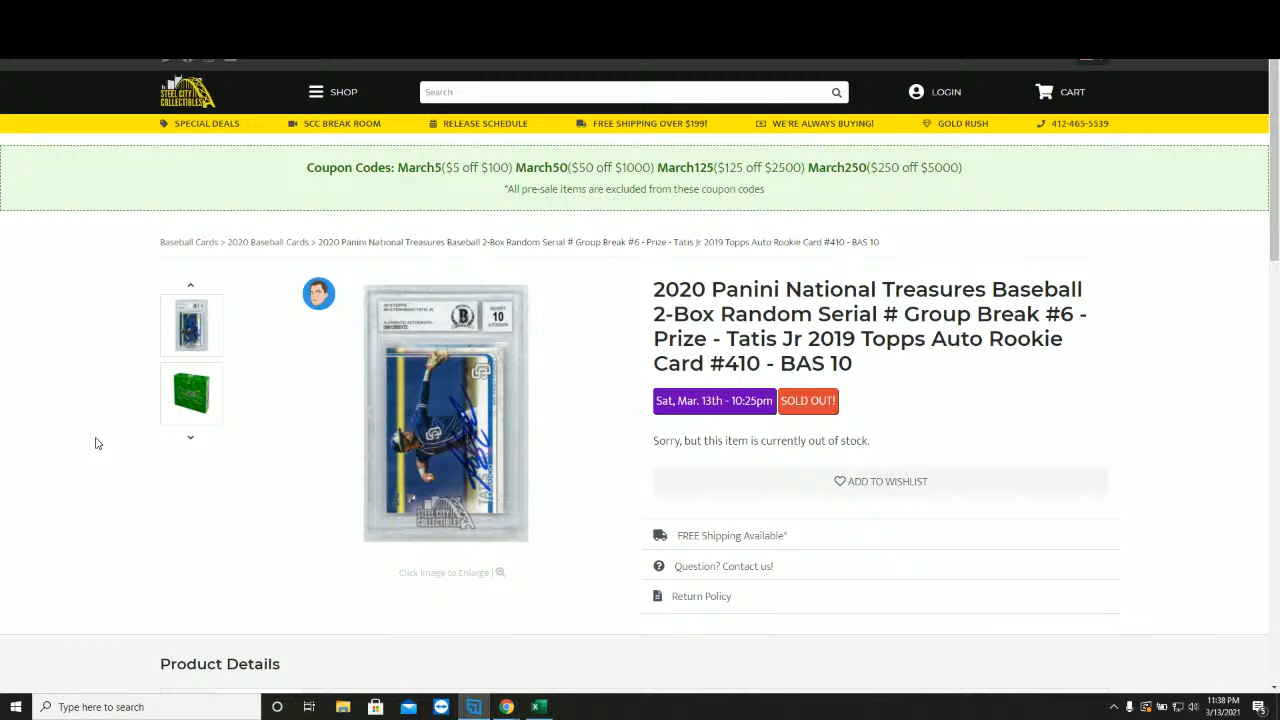 STEEL CITY
COLLECTIBLES
SHOP
Search
LOGIN
CART
SPECIAL DEALS
SCC BREAK ROOM
RELEASE SCHEDULE
FREE SHIPPING OVER $199!
WE'RE ALWAYS BUYING!
GOLD RUSH
412-465-5539
Coupon Codes: March5($5 off $100) March50($50 off $1000) March125($125 off $2500) March250($250 off $5000)
*All pre-sale items are excluded from these coupon codes
Baseball Cards > 2020 Baseball Cards > 2020 Panini National Treasures Baseball 2-Box Random Serial # Group Break #6 - Prize - Tatis Jr 2019 Topps Auto Rookie Card #410 - BAS 10
10
STEEL CITY
COLLECTIBLES
Click Image to Enlarge |
2020 Panini National Treasures Baseball
2-Box Random Serial # Group Break #6 -
Prize - Tatis Jr 2019 Topps Auto Rookie
Card #410 - BAS 10
Sat, Mar. 13th - 10:25pm
SOLD OUT!
Sorry, but this item is currently out of stock.
ADD TO WISHLIST
FREE Shipping Available*
Question? Contact us!
Return Policy
Product Details
Type here to search
11:38 PM
3/13/2021